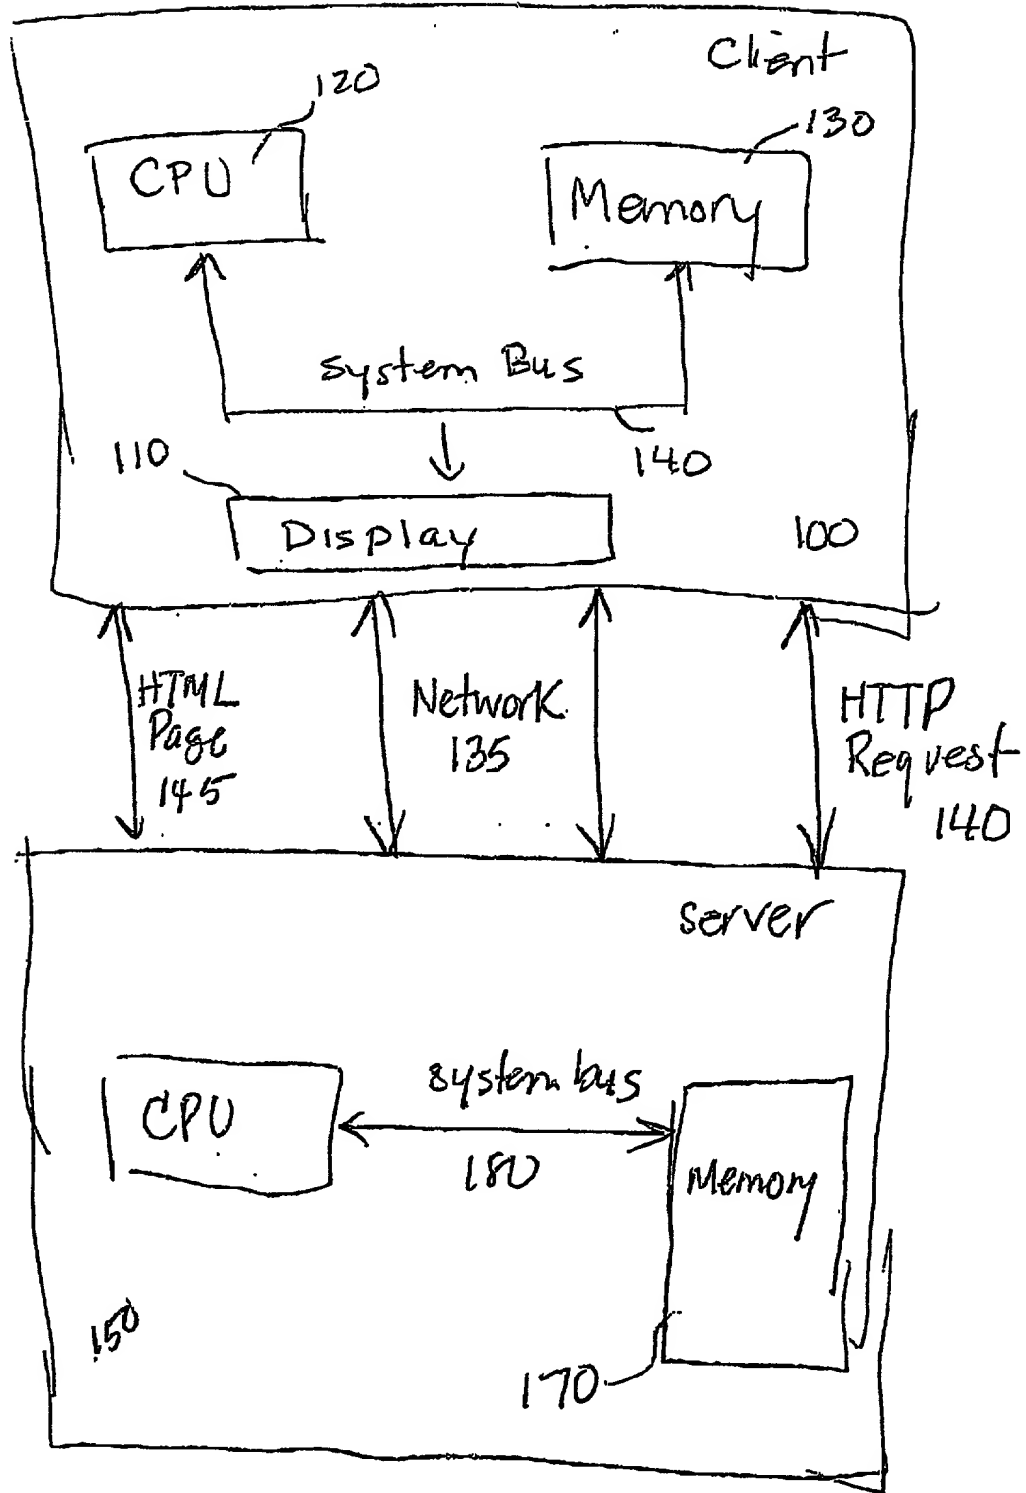 Client
120
130
CPU
Memory
System Bus
110
140
Display
100
HTML
Page
145
Network
135
HTTP
Request
140
server
CPU
system bus
180
Memory
150
170